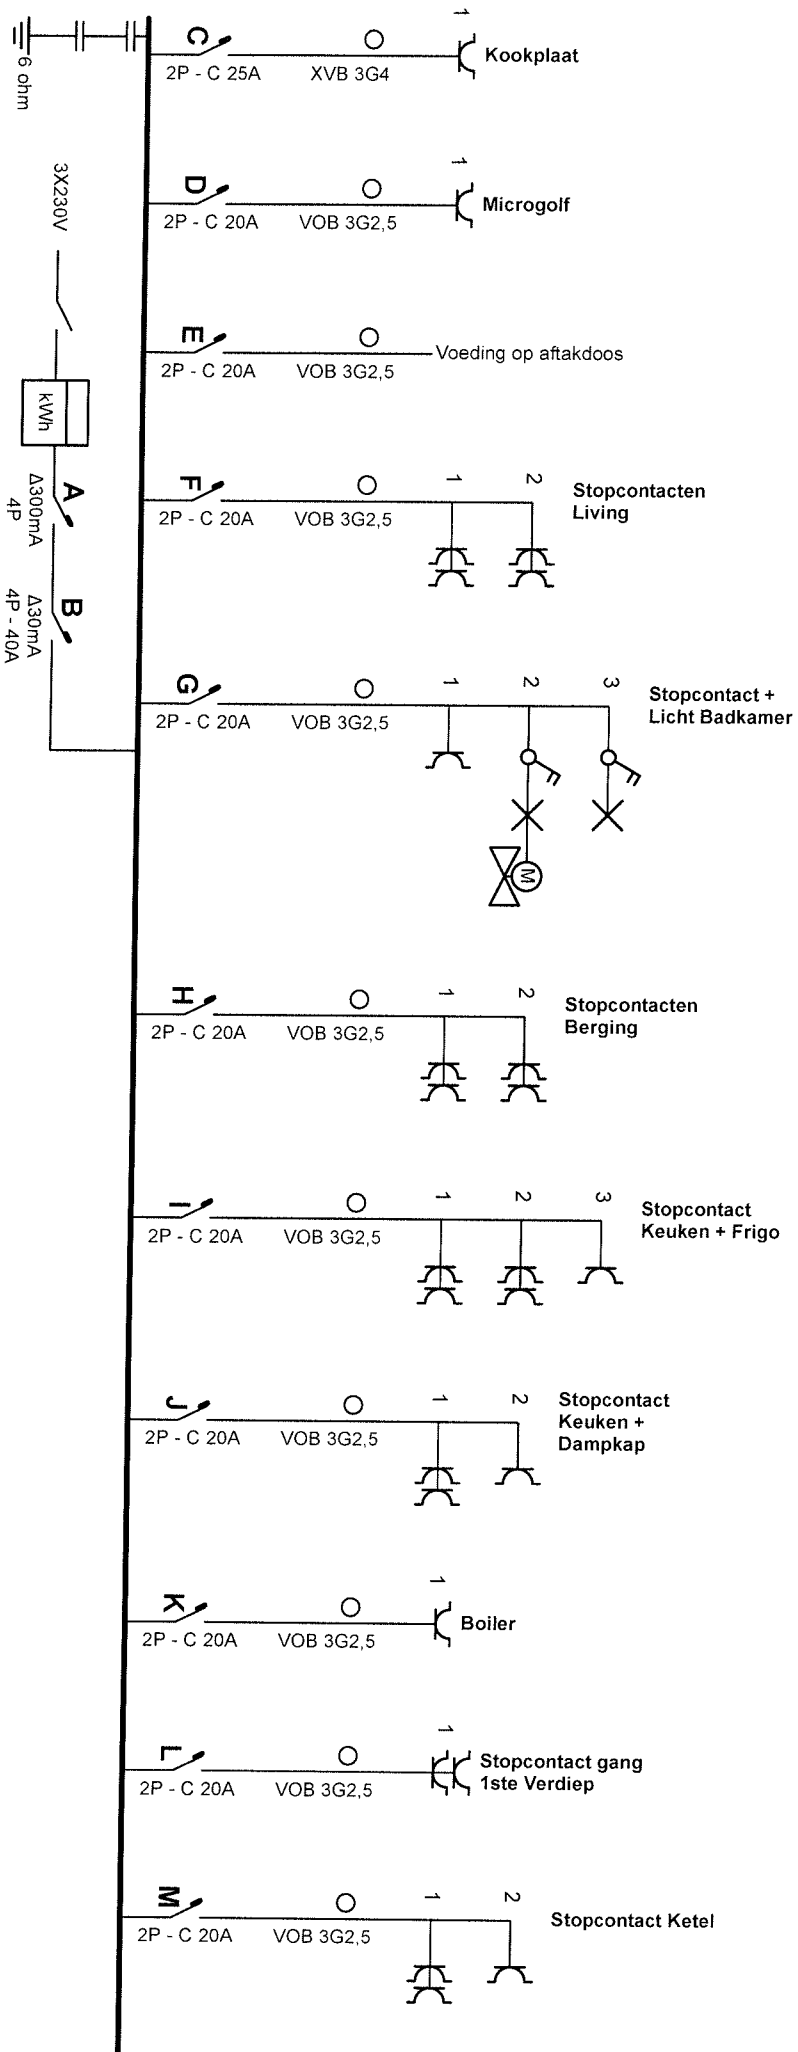 6 ohm
3X230V
kWh
A
Δ300mA
4P
B
Δ30mA
4P - 40A
C
2P - C 25A
XVB 3G4
1
Kookplaat
D
2P - C 20A
VOB 3G2,5
1
Microgolf
E
2P - C 20A
VOB 3G2,5
Voeding op aftakdoos
F
2P - C 20A
VOB 3G2,5
1
2
Stopcontacten
Living
G
2P - C 20A
VOB 3G2,5
1
2
3
M
Stopcontact +
Licht Badkamer
H
2P - C 20A
VOB 3G2,5
1
2
Stopcontacten
Berging
I
2P - C 20A
VOB 3G2,5
1
2
3
Stopcontact
Keuken + Frigo
J
2P - C 20A
VOB 3G2,5
1
2
Stopcontact
Keuken +
Dampkap
K
2P - C 20A
VOB 3G2,5
1
Boiler
L
2P - C 20A
VOB 3G2,5
1
Stopcontact gang
1ste Verdiep
M
2P - C 20A
VOB 3G2,5
1
2
Stopcontact Ketel